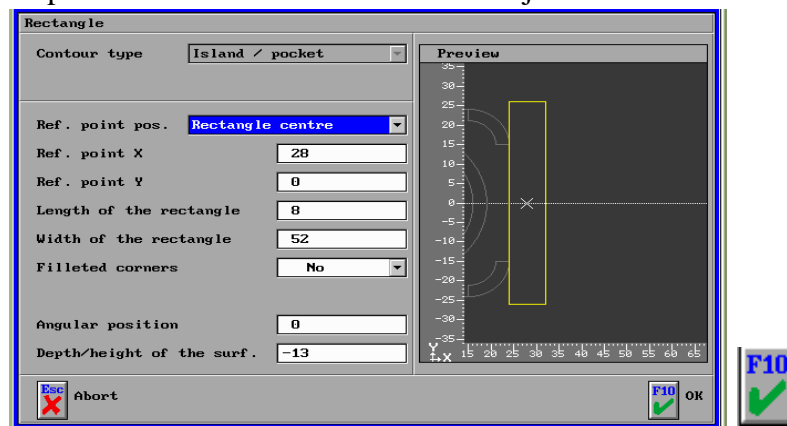 Rectangle
Contour type Island / pocket
Ref. point pos. Rectangle centre
Ref. point X 28
Ref. point Y 0
Length of the rectangle 8
Width of the rectangle 52
Filleted corners No
Angular position 0
Depth/height of the surf. -13
Preview
35
30
25
20
15
10
5
0
-5
-10
-15
-20
-25
-30
-35
Y
X 15 20 25 30 35 40 45 50 55 60 65
Esc Abort
F10 OK
F10